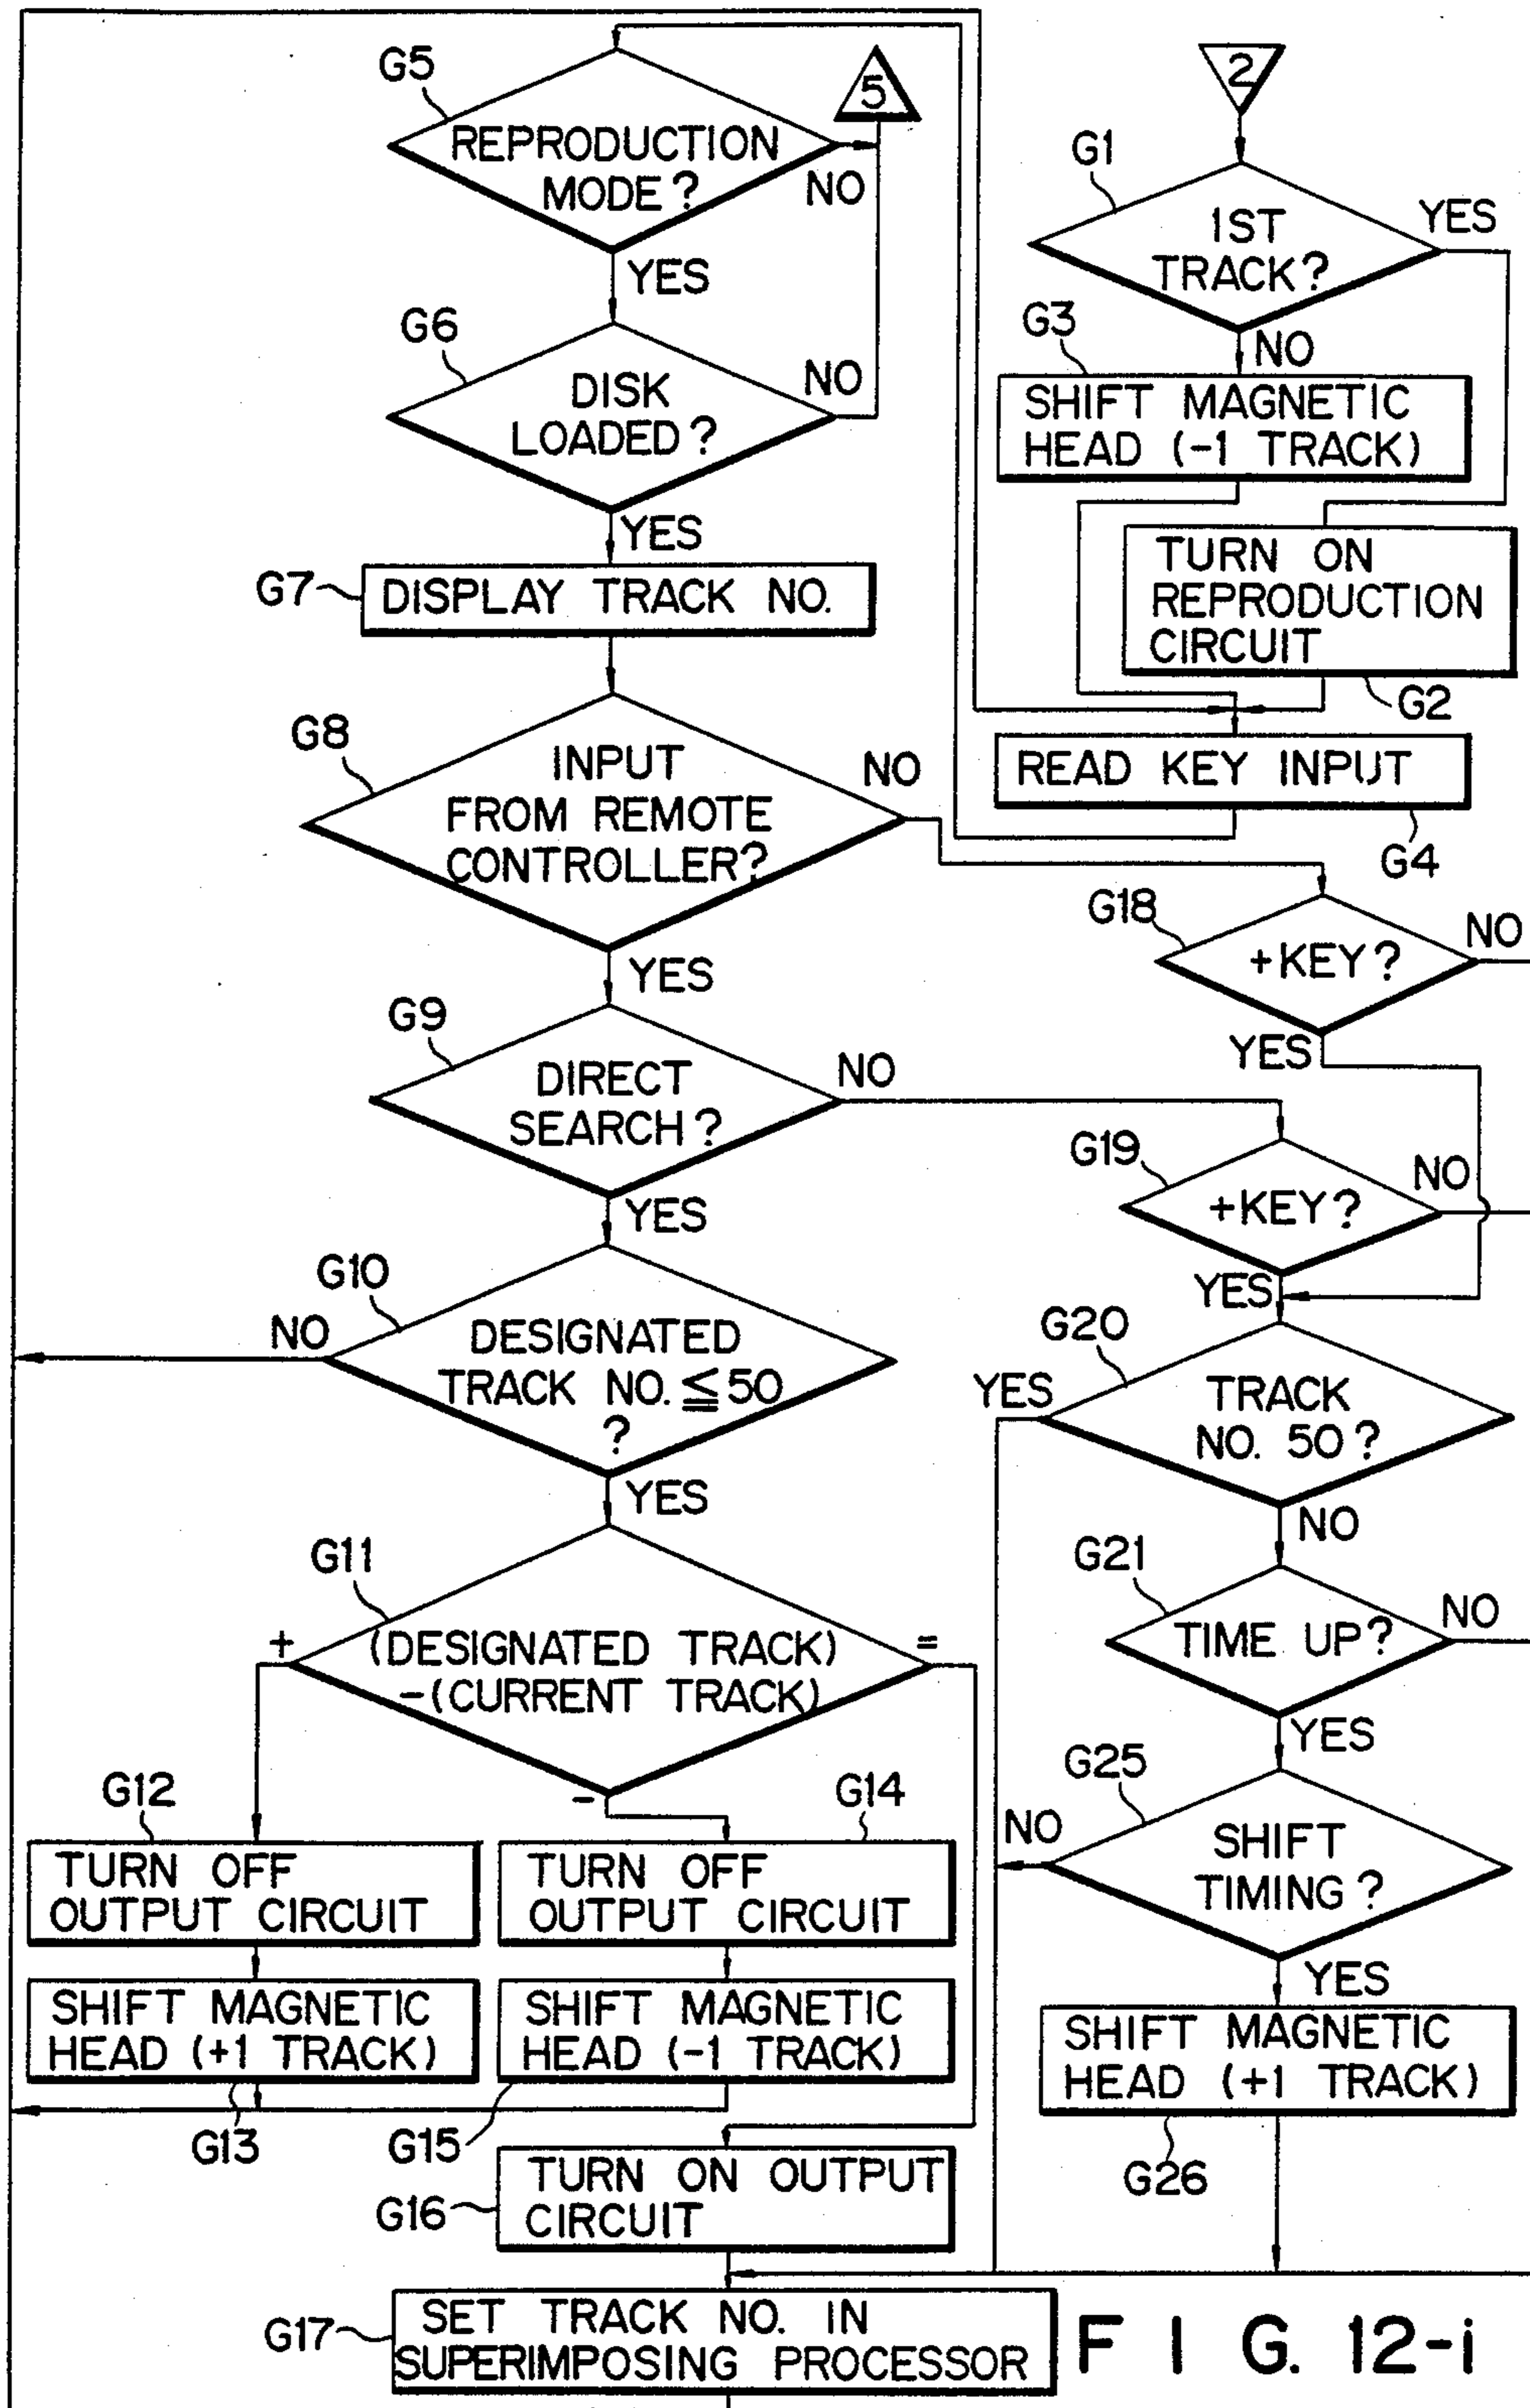 G5
5
REPRODUCTION
MODE?
NO
YES
G6
DISK
LOADED?
NO
YES
G7
DISPLAY TRACK NO.
G8
INPUT
FROM REMOTE
CONTROLLER?
NO
YES
G9
DIRECT
SEARCH?
NO
YES
G10
NO
DESIGNATED
TRACK NO. ≦ 50
?
YES
G11
+
(DESIGNATED TRACK)
-(CURRENT TRACK)
=
-
G12
TURN OFF
OUTPUT CIRCUIT
SHIFT MAGNETIC
HEAD (+1 TRACK)
G13
G14
TURN OFF
OUTPUT CIRCUIT
SHIFT MAGNETIC
HEAD (-1 TRACK)
G15
TURN ON OUTPUT
CIRCUIT
G16
G17
SET TRACK NO. IN
SUPERIMPOSING PROCESSOR
2
G1
1ST
TRACK?
YES
NO
G3
SHIFT MAGNETIC
HEAD (-1 TRACK)
TURN ON
REPRODUCTION
CIRCUIT
G2
READ KEY INPUT
G4
G18
+KEY?
NO
YES
G19
+KEY?
NO
YES
G20
YES
TRACK
NO. 50?
NO
G21
TIME UP?
NO
YES
G25
NO
SHIFT
TIMING?
YES
SHIFT MAGNETIC
HEAD (+1 TRACK)
G26
FIG. 12-i